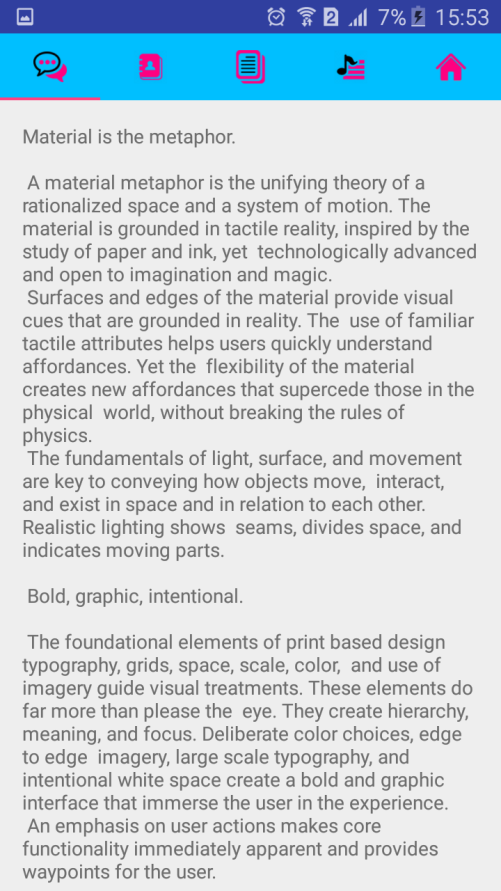 2 7% 15:53
Material is the metaphor.
A material metaphor is the unifying theory of a
rationalized space and a system of motion. The
material is grounded in tactile reality, inspired by the
study of paper and ink, yet  technologically advanced
and open to imagination and magic.
Surfaces and edges of the material provide visual
cues that are grounded in reality. The  use of familiar
tactile attributes helps users quickly understand
affordances. Yet the  flexibility of the material
creates new affordances that supercede those in the
physical  world, without breaking the rules of
physics.
The fundamentals of light, surface, and movement
are key to conveying how objects move,  interact,
and exist in space and in relation to each other.
Realistic lighting shows  seams, divides space, and
indicates moving parts.
Bold, graphic, intentional.
The foundational elements of print based design
typography, grids, space, scale, color,  and use of
imagery guide visual treatments. These elements do
far more than please the  eye. They create hierarchy,
meaning, and focus. Deliberate color choices, edge
to edge  imagery, large scale typography, and
intentional white space create a bold and graphic
interface that immerse the user in the experience.
An emphasis on user actions makes core
functionality immediately apparent and provides
waypoints for the user.